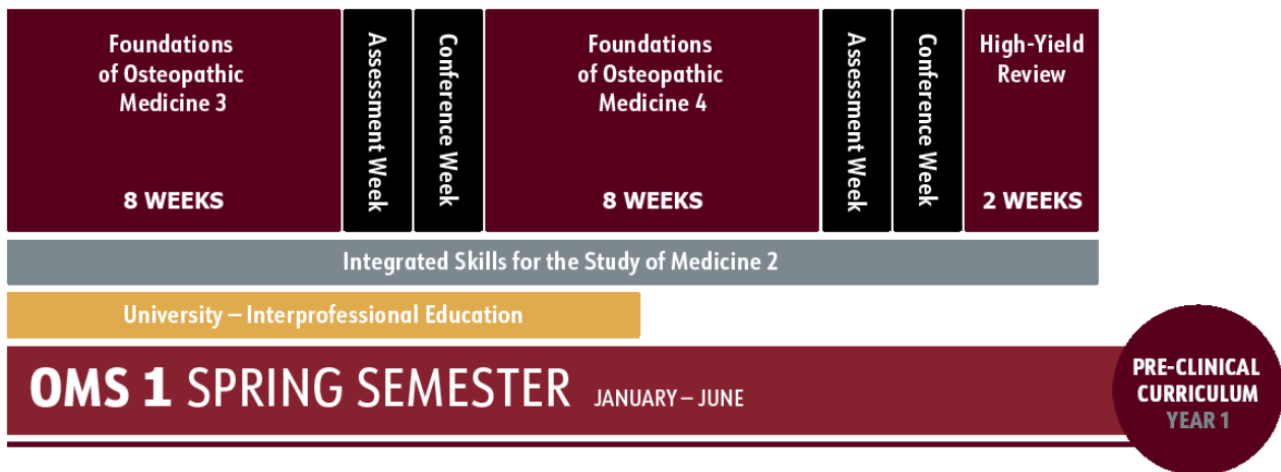 Foundations
of Osteopathic
Medicine 3
8 WEEKS
Assessment Week
Conference Week
Foundations
of Osteopathic
Medicine 4
8 WEEKS
Assessment Week
Conference Week
High-Yield
Review
2 WEEKS
Integrated Skills for the Study of Medicine 2
University – Interprofessional Education
OMS 1 SPRING SEMESTER JANUARY – JUNE
PRE-CLINICAL
CURRICULUM
YEAR 1